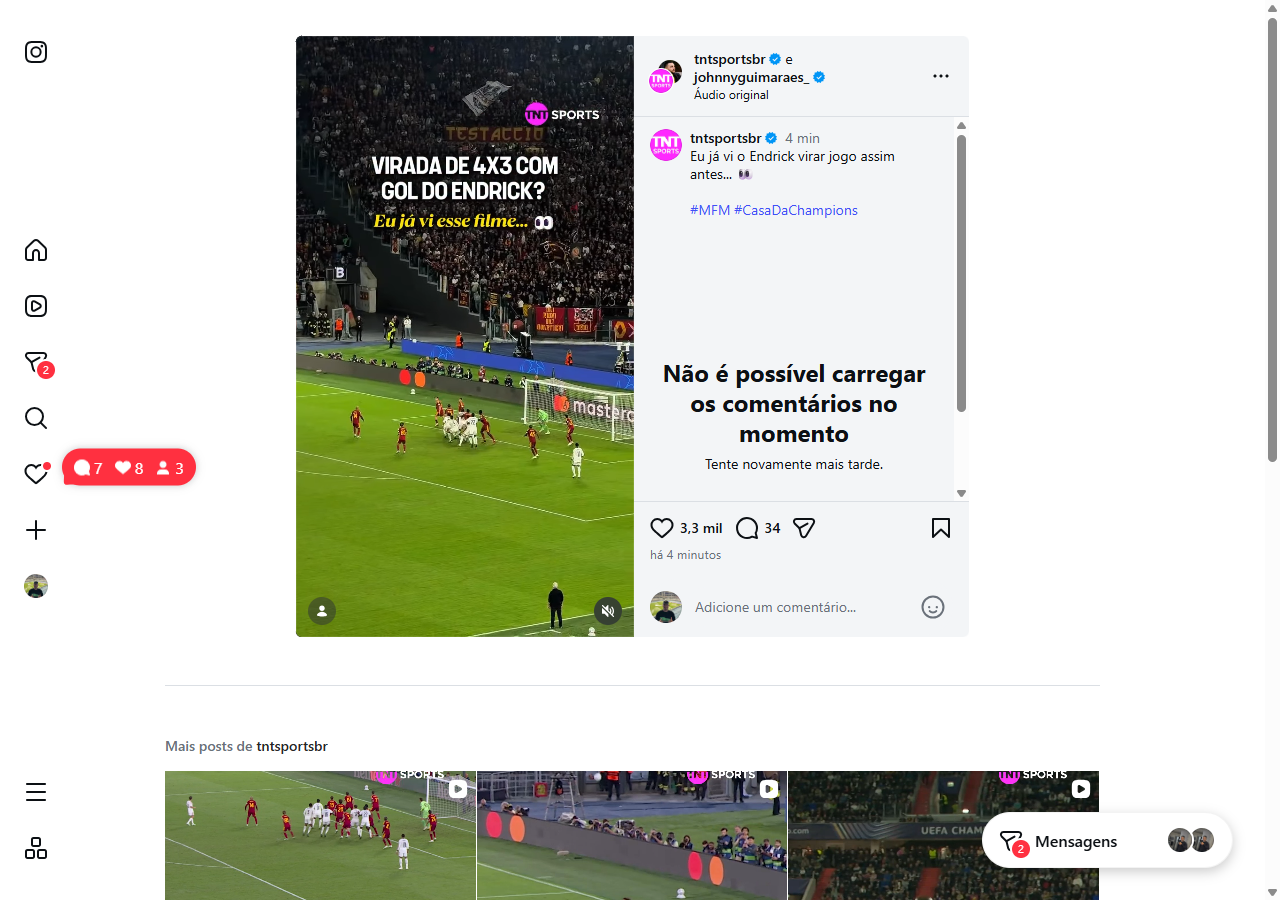 TNT SPORTS
TESTACCIO
VIRADA DE 4X3 COM
GOL DO ENDRICK?
Eu já vi esse filme... 👀
B
tntsportsbr e
johnnyguimaraes_
Áudio original
TNT
SPORTS
tntsportsbr 4 min
Eu já vi o Endrick virar jogo assim
antes... 👀
#MFM #CasaDaChampions
TNT
SPORTS
Não é possível carregar
os comentários no
momento
Tente novamente mais tarde.
3,3 mil 34
há 4 minutos
Adicione um comentário...
2
7 8 3
Mais posts de tntsportsbr
SPORTS
SPORTS
SPORTS
UEFA CHAM
2
Mensagens